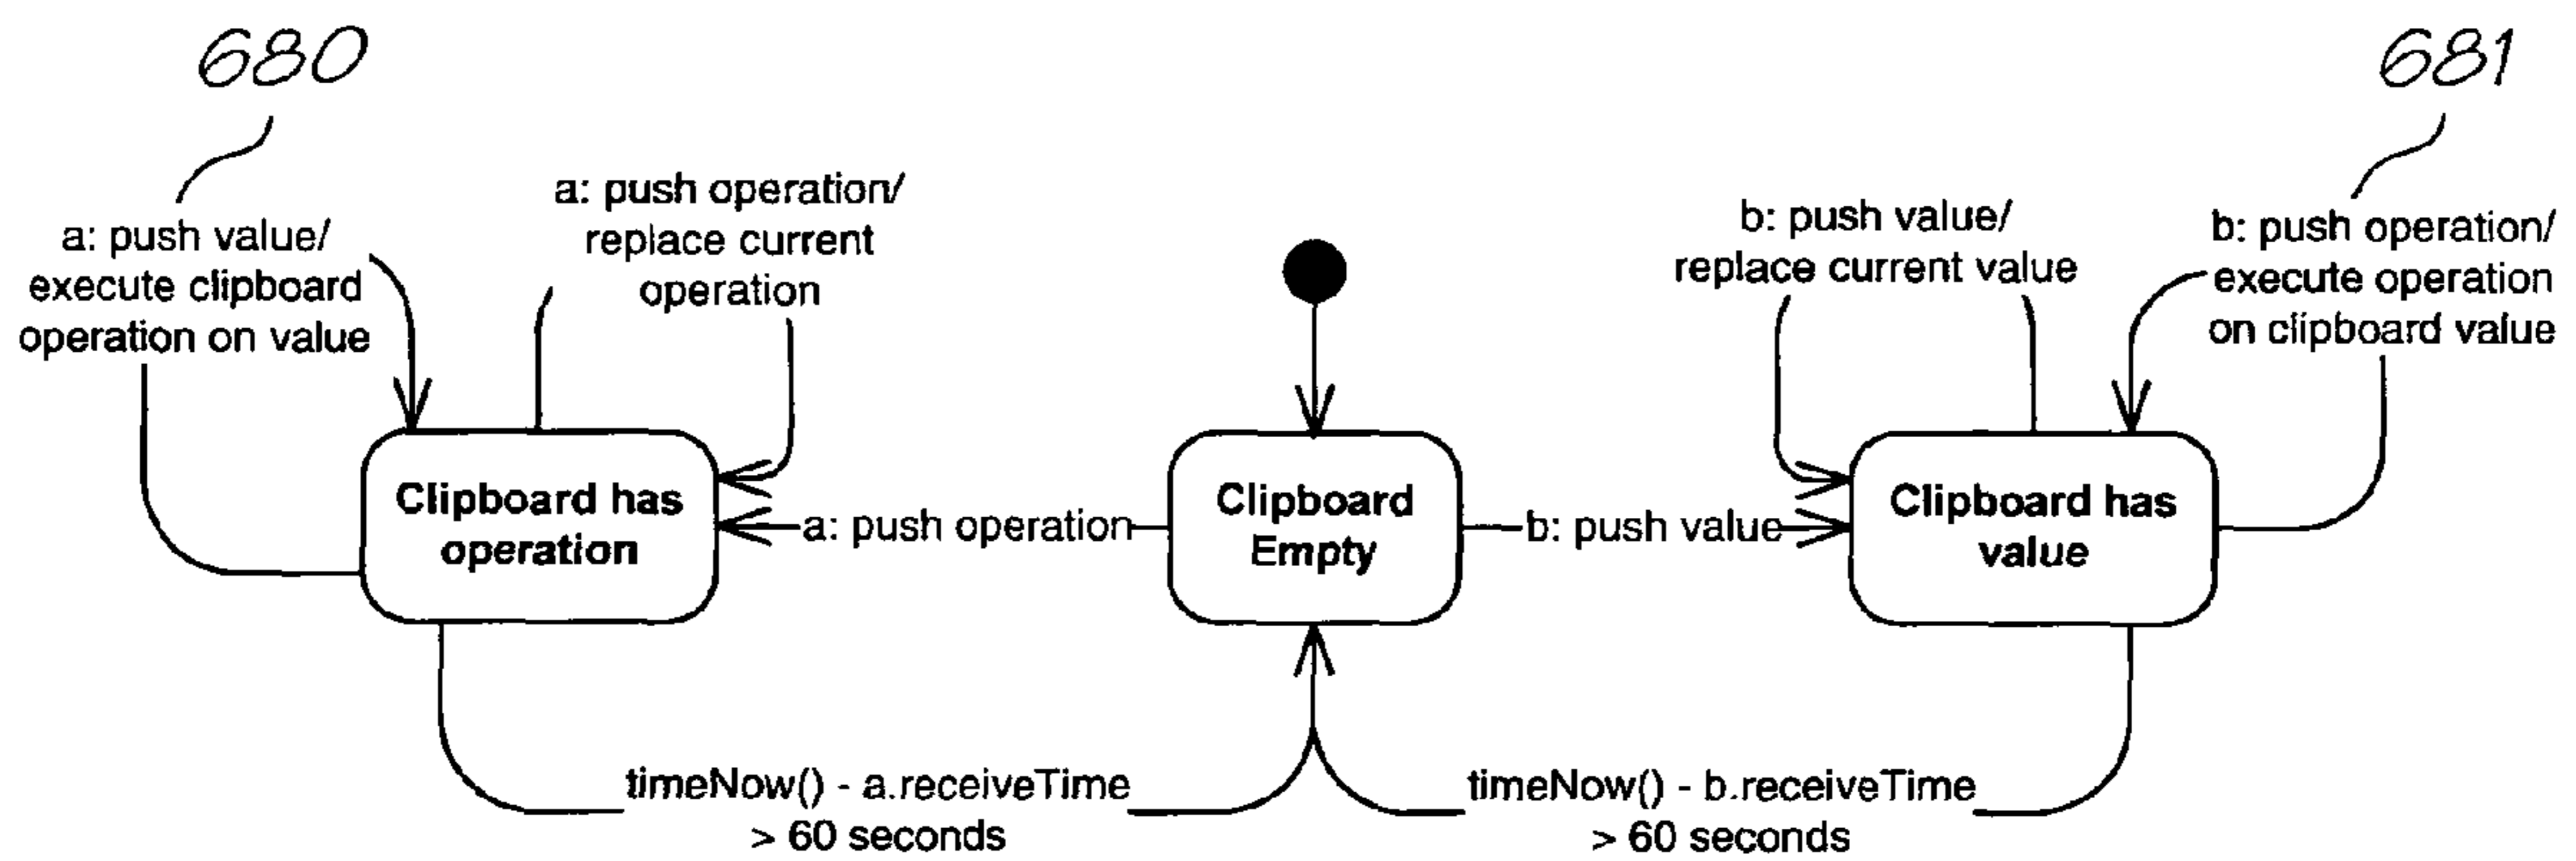 680
681
a: push value/
execute clipboard
operation on value
a: push operation/
replace current
operation
b: push value/
replace current value
b: push operation/
execute operation
on clipboard value
Clipboard has
operation
a: push operation
Clipboard
Empty
b: push value
Clipboard has
value
timeNow() - a.receiveTime
> 60 seconds
timeNow() - b.receiveTime
> 60 seconds